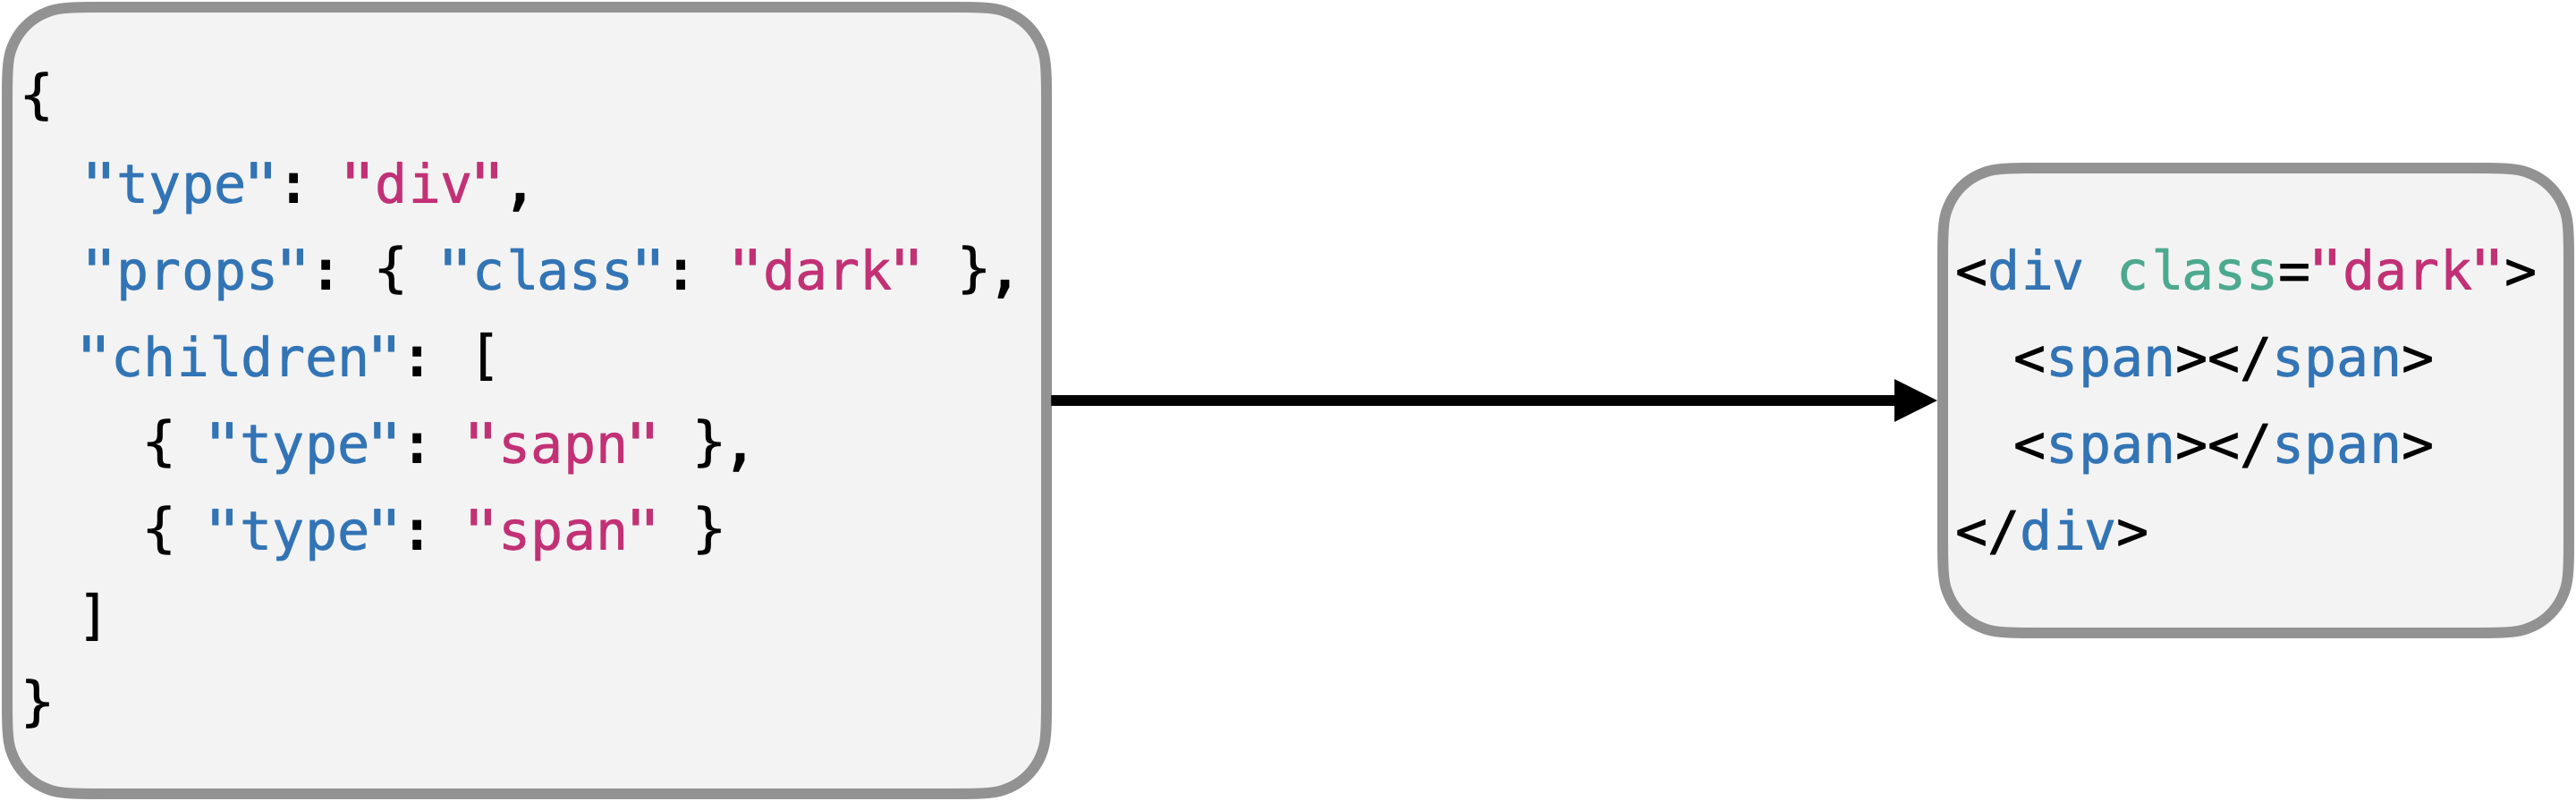 {
"type": "div",
"props": { "class": "dark" },
"children": [
{ "type": "sapn" },
{ "type": "span" }
]
}
<div class="dark">
<span></span>
<span></span>
</div>